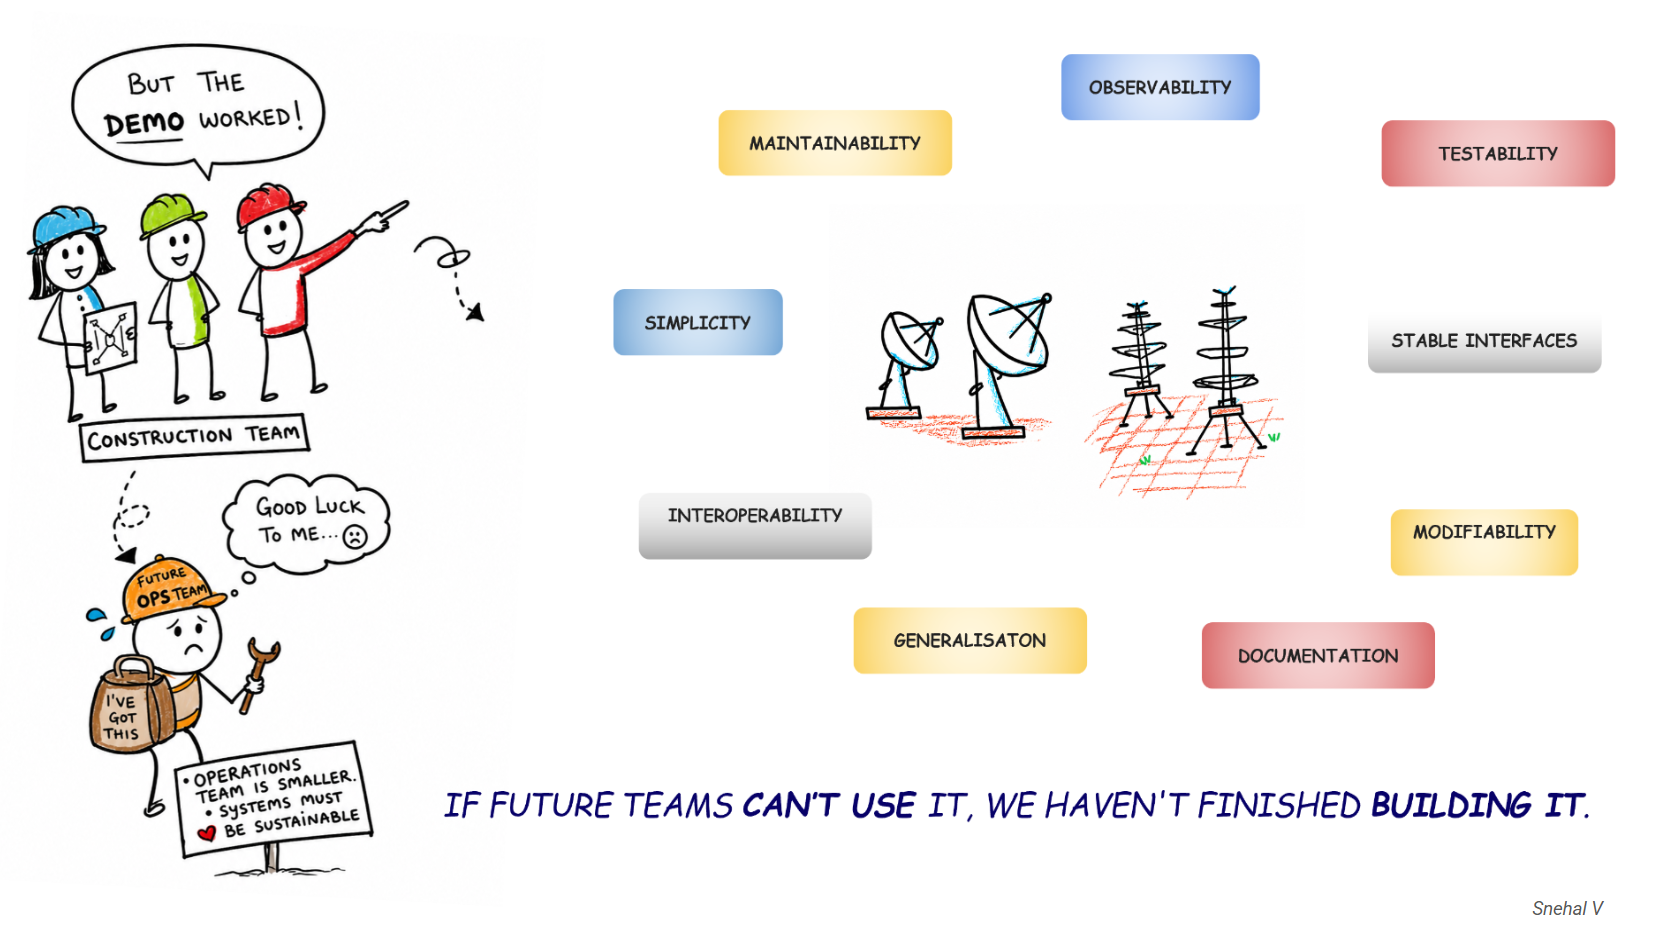 BUT THE
DEMO WORKED!
CONSTRUCTION TEAM
GOOD LUCK
TO ME...
FUTURE
OPS TEAM
I'VE
GOT
THIS
• OPERATIONS
TEAM IS SMALLER.
• SYSTEMS MUST
BE SUSTAINABLE
OBSERVABILITY
MAINTAINABILITY
TESTABILITY
SIMPLICITY
STABLE INTERFACES
INTEROPERABILITY
MODIFIABILITY
GENERALISATON
DOCUMENTATION
IF FUTURE TEAMS CAN'T USE IT, WE HAVEN'T FINISHED BUILDING IT.
Snehal V